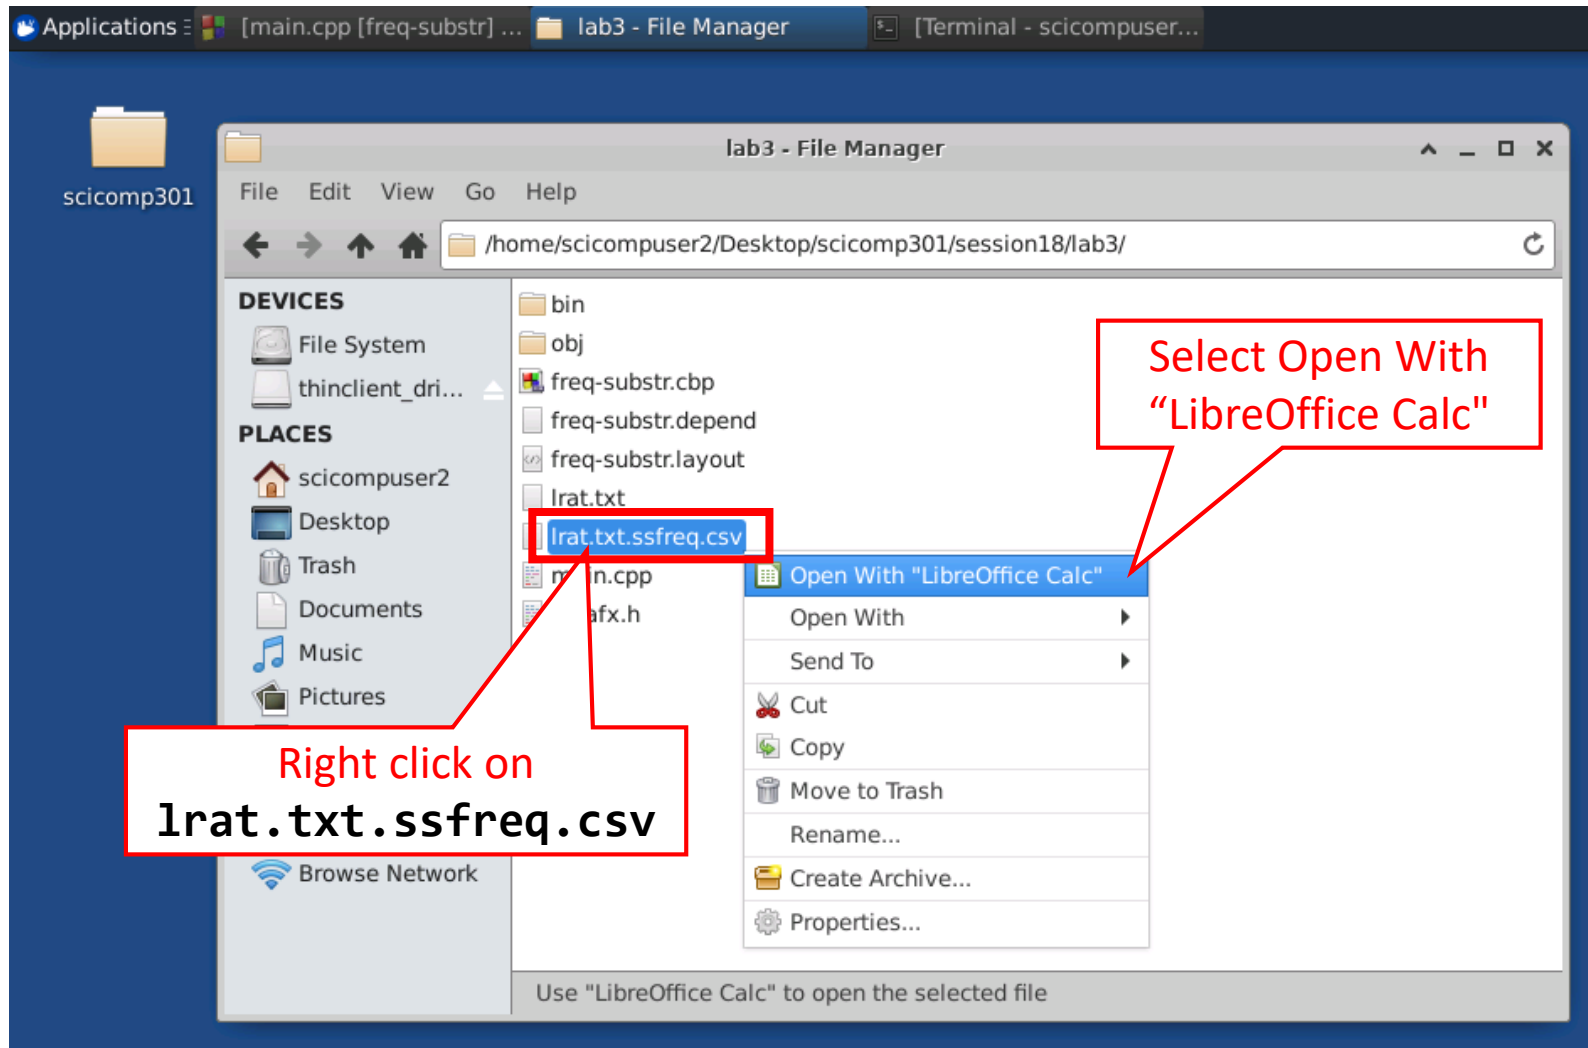 Applications
[main.cpp [freq-substr] ...
lab3 - File Manager
[Terminal - scicompuser...
scicomp301
lab3 - File Manager
File Edit View Go Help
/home/scicompuser2/Desktop/scicomp301/session18/lab3/
DEVICES
File System
thinclient_dri...
PLACES
scicompuser2
Desktop
Trash
Documents
Music
Pictures
Browse Network
bin
obj
freq-substr.cbp
freq-substr.depend
freq-substr.layout
lrat.txt
lrat.txt.ssfreq.csv
in.cpp
afx.h
Select Open With
“LibreOffice Calc"
Open With "LibreOffice Calc"
Open With
Send To
Cut
Copy
Move to Trash
Rename...
Create Archive...
Properties...
Right click on
lrat.txt.ssfreq.csv
Use "LibreOffice Calc" to open the selected file